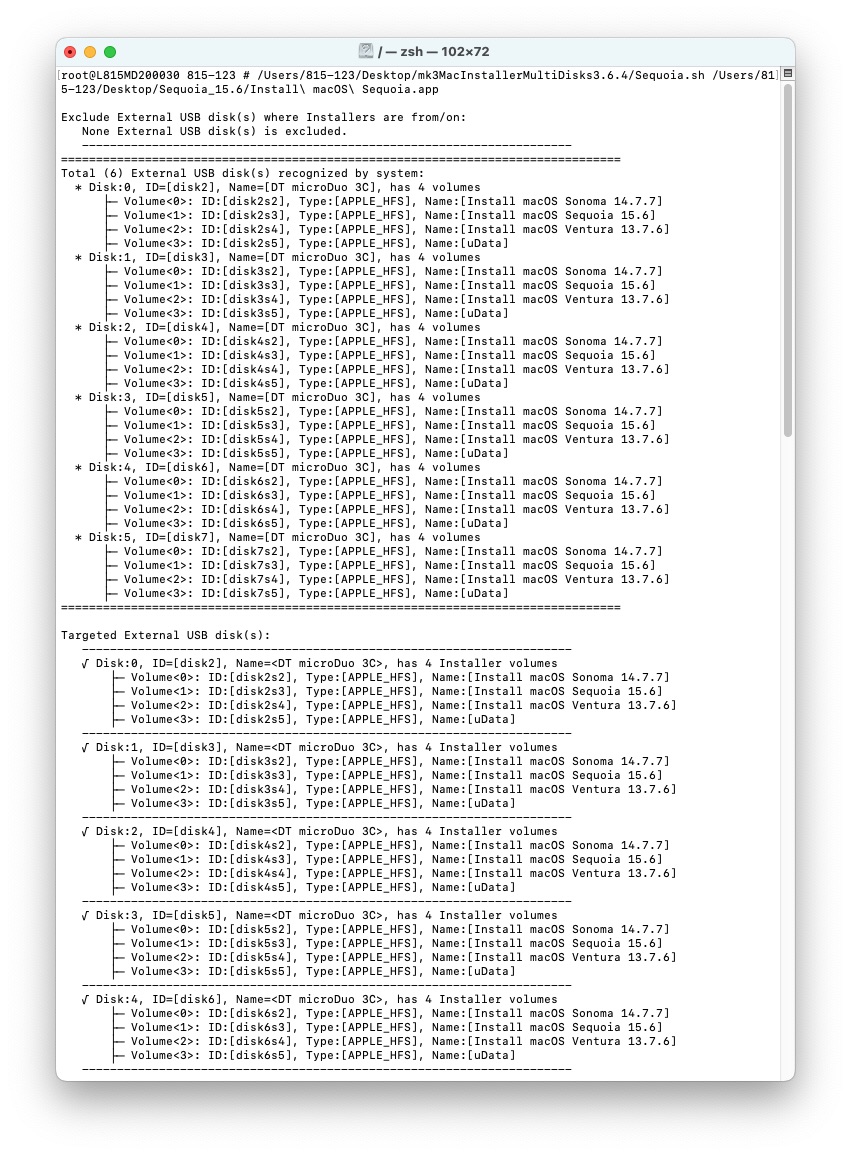 / — zsh — 102×72
[root@L815MD200030 815-123 # /Users/815-123/Desktop/mk3MacInstallerMultiDisks3.6.4/Sequoia.sh /Users/81]
5-123/Desktop/Sequoia_15.6/Install\ macOS\ Sequoia.app
Exclude External USB disk(s) where Installers are from/on:
None External USB disk(s) is excluded.
----------------------------------------------------------------------
================================================================================
Total (6) External USB disk(s) recognized by system:
* Disk:0, ID=[disk2], Name=[DT microDuo 3C], has 4 volumes
├─ Volume<0>: ID:[disk2s2], Type:[APPLE_HFS], Name:[Install macOS Sonoma 14.7.7]
├─ Volume<1>: ID:[disk2s3], Type:[APPLE_HFS], Name:[Install macOS Sequoia 15.6]
├─ Volume<2>: ID:[disk2s4], Type:[APPLE_HFS], Name:[Install macOS Ventura 13.7.6]
├─ Volume<3>: ID:[disk2s5], Type:[APPLE_HFS], Name:[uData]
* Disk:1, ID=[disk3], Name=[DT microDuo 3C], has 4 volumes
├─ Volume<0>: ID:[disk3s2], Type:[APPLE_HFS], Name:[Install macOS Sonoma 14.7.7]
├─ Volume<1>: ID:[disk3s3], Type:[APPLE_HFS], Name:[Install macOS Sequoia 15.6]
├─ Volume<2>: ID:[disk3s4], Type:[APPLE_HFS], Name:[Install macOS Ventura 13.7.6]
├─ Volume<3>: ID:[disk3s5], Type:[APPLE_HFS], Name:[uData]
* Disk:2, ID=[disk4], Name=[DT microDuo 3C], has 4 volumes
├─ Volume<0>: ID:[disk4s2], Type:[APPLE_HFS], Name:[Install macOS Sonoma 14.7.7]
├─ Volume<1>: ID:[disk4s3], Type:[APPLE_HFS], Name:[Install macOS Sequoia 15.6]
├─ Volume<2>: ID:[disk4s4], Type:[APPLE_HFS], Name:[Install macOS Ventura 13.7.6]
├─ Volume<3>: ID:[disk4s5], Type:[APPLE_HFS], Name:[uData]
* Disk:3, ID=[disk5], Name=[DT microDuo 3C], has 4 volumes
├─ Volume<0>: ID:[disk5s2], Type:[APPLE_HFS], Name:[Install macOS Sonoma 14.7.7]
├─ Volume<1>: ID:[disk5s3], Type:[APPLE_HFS], Name:[Install macOS Sequoia 15.6]
├─ Volume<2>: ID:[disk5s4], Type:[APPLE_HFS], Name:[Install macOS Ventura 13.7.6]
├─ Volume<3>: ID:[disk5s5], Type:[APPLE_HFS], Name:[uData]
* Disk:4, ID=[disk6], Name=[DT microDuo 3C], has 4 volumes
├─ Volume<0>: ID:[disk6s2], Type:[APPLE_HFS], Name:[Install macOS Sonoma 14.7.7]
├─ Volume<1>: ID:[disk6s3], Type:[APPLE_HFS], Name:[Install macOS Sequoia 15.6]
├─ Volume<2>: ID:[disk6s4], Type:[APPLE_HFS], Name:[Install macOS Ventura 13.7.6]
├─ Volume<3>: ID:[disk6s5], Type:[APPLE_HFS], Name:[uData]
* Disk:5, ID=[disk7], Name=[DT microDuo 3C], has 4 volumes
├─ Volume<0>: ID:[disk7s2], Type:[APPLE_HFS], Name:[Install macOS Sonoma 14.7.7]
├─ Volume<1>: ID:[disk7s3], Type:[APPLE_HFS], Name:[Install macOS Sequoia 15.6]
├─ Volume<2>: ID:[disk7s4], Type:[APPLE_HFS], Name:[Install macOS Ventura 13.7.6]
├─ Volume<3>: ID:[disk7s5], Type:[APPLE_HFS], Name:[uData]
================================================================================
Targeted External USB disk(s):
----------------------------------------------------------------------
√ Disk:0, ID=[disk2], Name=<DT microDuo 3C>, has 4 Installer volumes
├─ Volume<0>: ID:[disk2s2], Type:[APPLE_HFS], Name:[Install macOS Sonoma 14.7.7]
├─ Volume<1>: ID:[disk2s3], Type:[APPLE_HFS], Name:[Install macOS Sequoia 15.6]
├─ Volume<2>: ID:[disk2s4], Type:[APPLE_HFS], Name:[Install macOS Ventura 13.7.6]
├─ Volume<3>: ID:[disk2s5], Type:[APPLE_HFS], Name:[uData]
----------------------------------------------------------------------
√ Disk:1, ID=[disk3], Name=<DT microDuo 3C>, has 4 Installer volumes
├─ Volume<0>: ID:[disk3s2], Type:[APPLE_HFS], Name:[Install macOS Sonoma 14.7.7]
├─ Volume<1>: ID:[disk3s3], Type:[APPLE_HFS], Name:[Install macOS Sequoia 15.6]
├─ Volume<2>: ID:[disk3s4], Type:[APPLE_HFS], Name:[Install macOS Ventura 13.7.6]
├─ Volume<3>: ID:[disk3s5], Type:[APPLE_HFS], Name:[uData]
----------------------------------------------------------------------
√ Disk:2, ID=[disk4], Name=<DT microDuo 3C>, has 4 Installer volumes
├─ Volume<0>: ID:[disk4s2], Type:[APPLE_HFS], Name:[Install macOS Sonoma 14.7.7]
├─ Volume<1>: ID:[disk4s3], Type:[APPLE_HFS], Name:[Install macOS Sequoia 15.6]
├─ Volume<2>: ID:[disk4s4], Type:[APPLE_HFS], Name:[Install macOS Ventura 13.7.6]
├─ Volume<3>: ID:[disk4s5], Type:[APPLE_HFS], Name:[uData]
----------------------------------------------------------------------
√ Disk:3, ID=[disk5], Name=<DT microDuo 3C>, has 4 Installer volumes
├─ Volume<0>: ID:[disk5s2], Type:[APPLE_HFS], Name:[Install macOS Sonoma 14.7.7]
├─ Volume<1>: ID:[disk5s3], Type:[APPLE_HFS], Name:[Install macOS Sequoia 15.6]
├─ Volume<2>: ID:[disk5s4], Type:[APPLE_HFS], Name:[Install macOS Ventura 13.7.6]
├─ Volume<3>: ID:[disk5s5], Type:[APPLE_HFS], Name:[uData]
----------------------------------------------------------------------
√ Disk:4, ID=[disk6], Name=<DT microDuo 3C>, has 4 Installer volumes
├─ Volume<0>: ID:[disk6s2], Type:[APPLE_HFS], Name:[Install macOS Sonoma 14.7.7]
├─ Volume<1>: ID:[disk6s3], Type:[APPLE_HFS], Name:[Install macOS Sequoia 15.6]
├─ Volume<2>: ID:[disk6s4], Type:[APPLE_HFS], Name:[Install macOS Ventura 13.7.6]
├─ Volume<3>: ID:[disk6s5], Type:[APPLE_HFS], Name:[uData]
----------------------------------------------------------------------